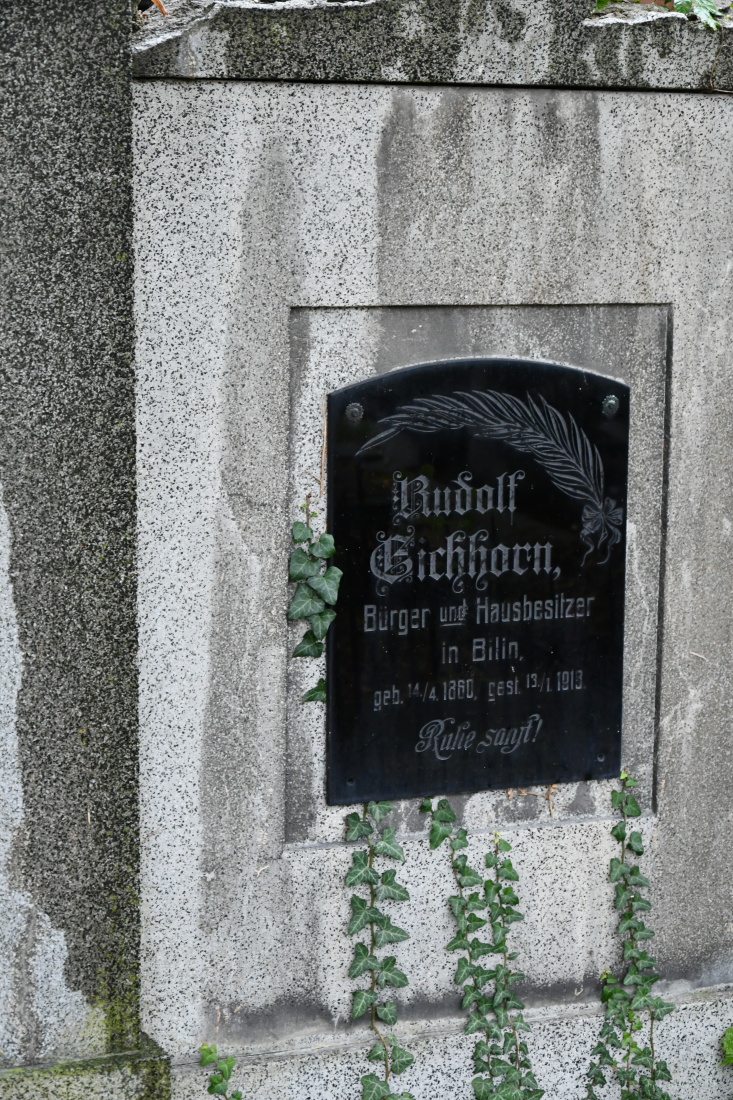 Rudolf
Eichhorn,
Bürger und Hausbesitzer
in Bilin,
geb. 14/4. 1860, gest. 13/1. 1913.
Ruhe sanft!